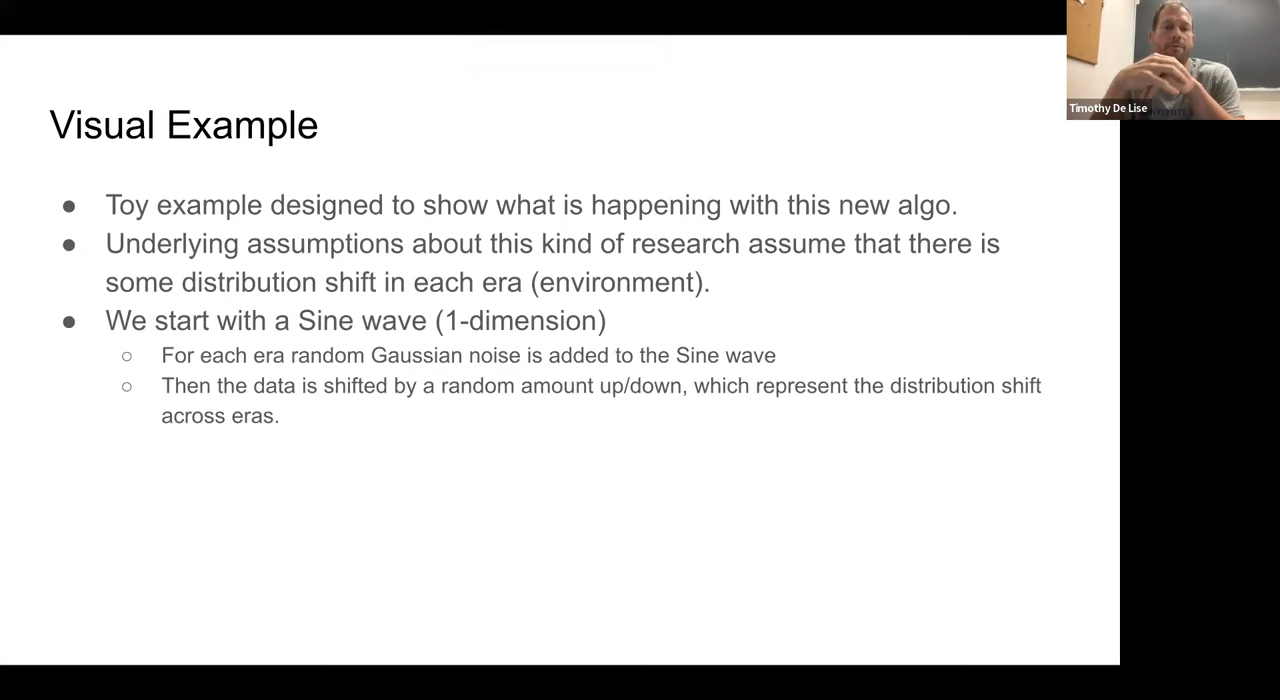 Timothy De Lise
Visual Example
● Toy example designed to show what is happening with this new algo.
● Underlying assumptions about this kind of research assume that there is
some distribution shift in each era (environment).
● We start with a Sine wave (1-dimension)
○ For each era random Gaussian noise is added to the Sine wave
○ Then the data is shifted by a random amount up/down, which represent the distribution shift
across eras.